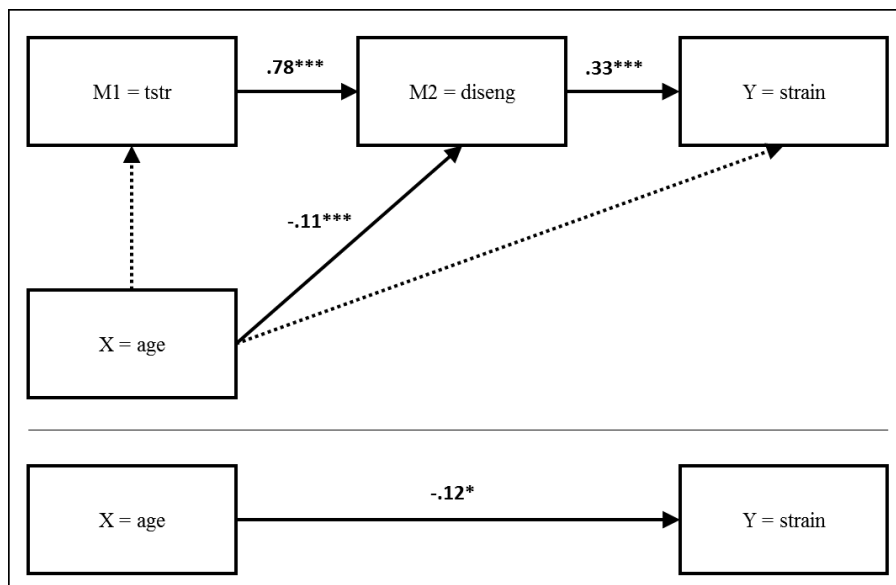 .78***
.33***
M1 = tstr
M2 = diseng
Y = strain
-.11***
X = age
-.12*
X = age
Y = strain